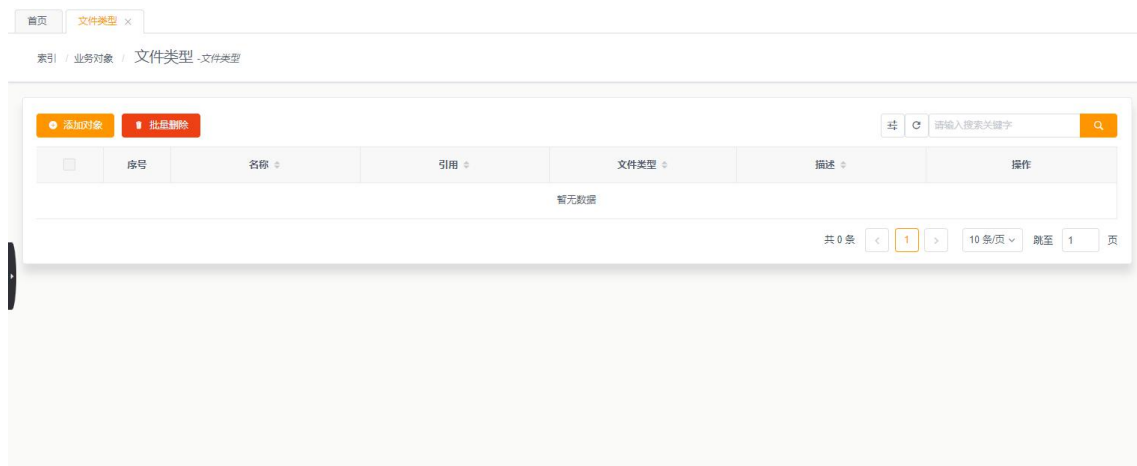 首页 文件类型 ×
索引 / 业务对象 / 文件类型 -文件类型
添加对象 批量删除 请输入搜索关键字
序号 名称 引用 文件类型 描述 操作
暂无数据
共 0 条 < 1 > 10 条/页 跳至 1 页